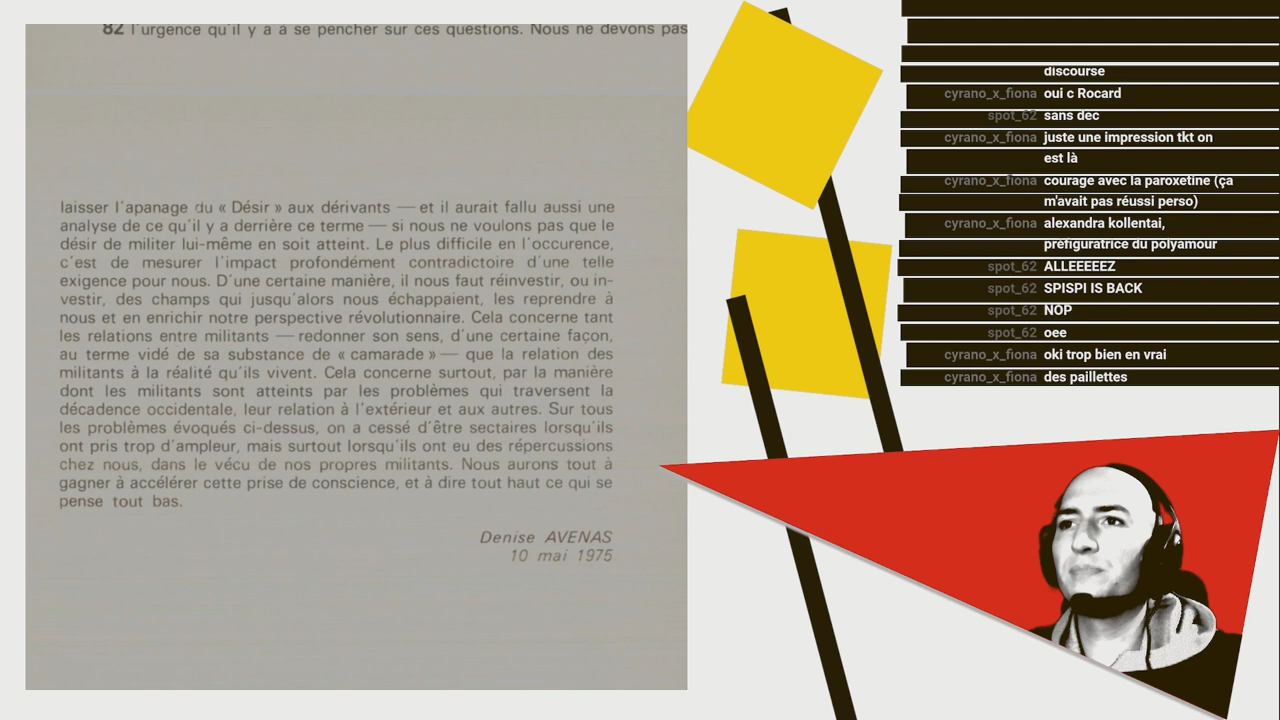 82 l'urgence qu'il y a à se pencher sur ces questions. Nous ne devons pas
laisser l'apanage du « Désir » aux dérivants — et il aurait fallu aussi une
analyse de ce qu'il y a derrière ce terme — si nous ne voulons pas que le
désir de militer lui-même en soit atteint. Le plus difficile en l'occurence,
c'est de mesurer l'impact profondément contradictoire d'une telle
exigence pour nous. D'une certaine manière, il nous faut réinvestir, ou in-
vestir, des champs qui jusqu'alors nous échappaient, les reprendre à
nous et en enrichir notre perspective révolutionnaire. Cela concerne tant
les relations entre militants — redonner son sens, d'une certaine façon,
au terme vidé de sa substance de « camarade » — que la relation des
militants à la réalité qu'ils vivent. Cela concerne surtout, par la manière
dont les militants sont atteints par les problèmes qui traversent la
décadence occidentale, leur relation à l'extérieur et aux autres. Sur tous
les problèmes évoqués ci-dessus, on a cessé d'être sectaires lorsqu'ils
ont pris trop d'ampleur, mais surtout lorsqu'ils ont eu des répercussions
chez nous, dans le vécu de nos propres militants. Nous aurons tout à
gagner à accélérer cette prise de conscience, et à dire tout haut ce qui se
pense tout bas.
Denise AVENAS
10 mai 1975
discourse
cyrano_x_fiona oui c Rocard
spot_62 sans dec
cyrano_x_fiona juste une impression tkt on
est là
cyrano_x_fiona courage avec la paroxetine (ça
m'avait pas réussi perso)
cyrano_x_fiona alexandra kollentai,
préfiguratrice du polyamour
spot_62 ALLEEEEEZ
spot_62 SPISPI IS BACK
spot_62 NOP
spot_62 oee
cyrano_x_fiona oki trop bien en vrai
cyrano_x_fiona des paillettes